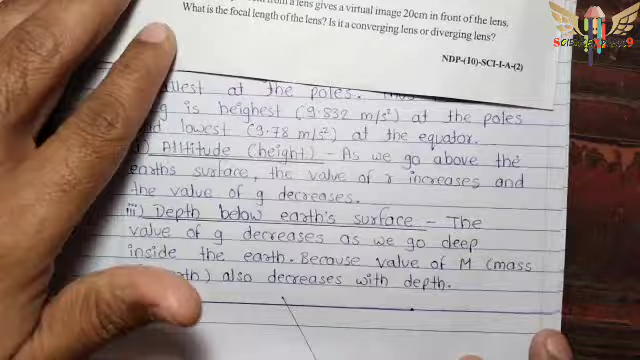 from a lens gives a virtual image 20cm in front of the lens.
What is the focal length of the lens? Is it a converging lens or diverging lens?
NDP-(10)-SCI-I-A-(2)
at the poles.
g is heighest (9.832 m/s²) at the poles
lowest (9.78 m/s²) at the equator.
Altitude (height) - As we go above the
earth's surface, the value of r increases and
the value of g decreases.
iii) Depth below earth's surface - The
value of g decreases as we go deep
inside the earth. Because value of M (mass
also decreases with depth.